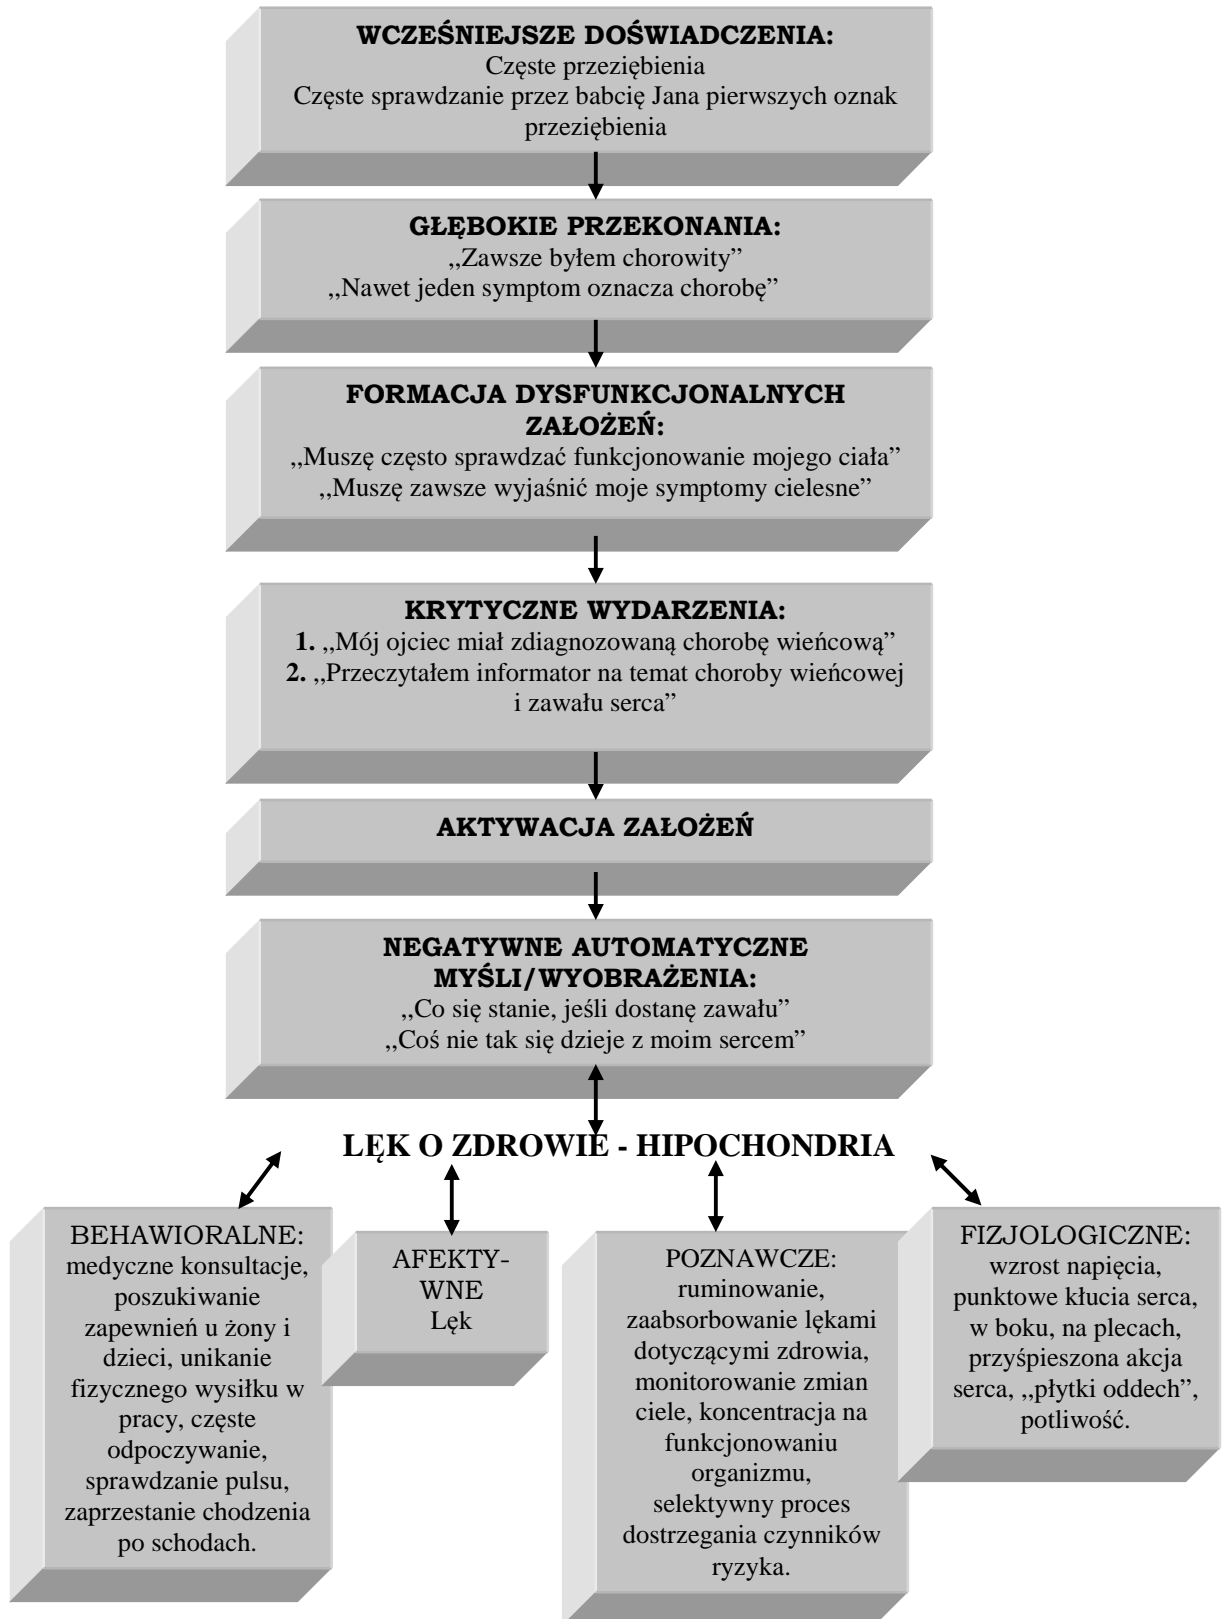 WCZEŚNIEJSZE DOŚWIADCZENIA:
Częste przeziębienia
Częste sprawdzanie przez babcię Jana pierwszych oznak
przeziębienia
GŁĘBOKIE PRZEKONANIA:
,,Zawsze byłem chorowity”
,,Nawet jeden symptom oznacza chorobę”
FORMACJA DYSFUNKCJONALNYCH
ZAŁOŻEŃ:
,,Muszę często sprawdzać funkcjonowanie mojego ciała”
,,Muszę zawsze wyjaśnić moje symptomy cielesne”
KRYTYCZNE WYDARZENIA:
1. ,,Mój ojciec miał zdiagnozowaną chorobę wieńcową”
2. ,,Przeczytałem informator na temat choroby wieńcowej
i zawału serca”
AKTYWACJA ZAŁOŻEŃ
NEGATYWNE AUTOMATYCZNE
MYŚLI/WYOBRAŻENIA:
,,Co się stanie, jeśli dostanę zawału”
,,Coś nie tak się dzieje z moim sercem”
LĘK O ZDROWIE - HIPOCHONDRIA
BEHAWIORALNE:
medyczne konsultacje,
poszukiwanie
zapewnień u żony i
dzieci, unikanie
fizycznego wysiłku w
pracy, częste
odpoczywanie,
sprawdzanie pulsu,
zaprzestanie chodzenia
po schodach.
AFEKTY-
WNE
Lęk
POZNAWCZE:
ruminowanie,
zaabsorbowanie lękami
dotyczącymi zdrowia,
monitorowanie zmian
ciele, koncentracja na
funkcjonowaniu
organizmu,
selektywny proces
dostrzegania czynników
ryzyka.
FIZJOLOGICZNE:
wzrost napięcia,
punktowe kłucia serca,
w boku, na plecach,
przyśpieszona akcja
serca, ,,płytki oddech”,
potliwość.